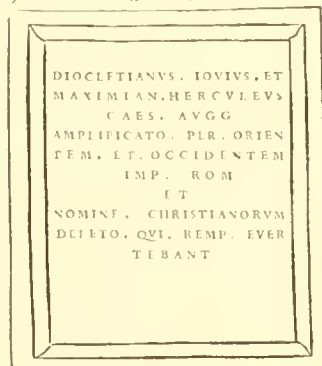 DIOCLETIANVS . IOVIVS . ET
MAXIMIAN . HERCVLEVS
CAES . AVGG
AMPLIFICATO . PER . ORIEN
TEM . ET . OCCIDENTEM
IMP . ROM
ET
NOMINE . CHRISTIANORVM
DELETO . QVI . REMP . EVER
TEBANT